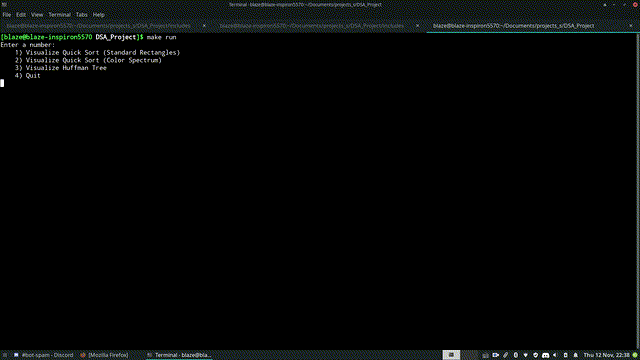 Terminal - blaze@blaze-inspiron5570:~/Documents/projects_s/DSA_Project
File Edit View Terminal Tabs Help
blaze@blaze-inspiron5570:~/Documents/projects_s/DSA_Project/includes
blaze@blaze-inspiron5570:~/Documents/projects_s/DSA_Project/includes
blaze@blaze-inspiron5570:~/Documents/projects_s/DSA_Project
[blaze@blaze-inspiron5570 DSA_Project]$ make run
Enter a number:
1) Visualize Quick Sort (Standard Rectangles)
2) Visualize Quick Sort (Color Spectrum)
3) Visualize Huffman Tree
4) Quit
#bot-spam - Discord
[Mozilla Firefox]
Terminal - blaze@bla...
Thu 12 Nov, 22:38